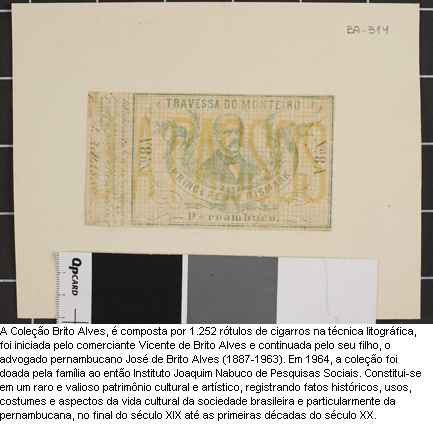 BA-314
TRAVESSA DO MONTEIRO
Nº8A
Nº8A
Pernambuco.
QPCARD
A Coleção Brito Alves, é composta por 1.252 rótulos de cigarros na técnica litográfica,
foi iniciada pelo comerciante Vicente de Brito Alves e continuada pelo seu filho, o
advogado pernambucano José de Brito Alves (1887-1963). Em 1964, a coleção foi
doada pela família ao então Instituto Joaquim Nabuco de Pesquisas Sociais. Constitui-se
em um raro e valioso patrimônio cultural e artístico, registrando fatos históricos, usos,
costumes e aspectos da vida cultural da sociedade brasileira e particularmente da
pernambucana, no final do século XIX até as primeiras décadas do século XX.